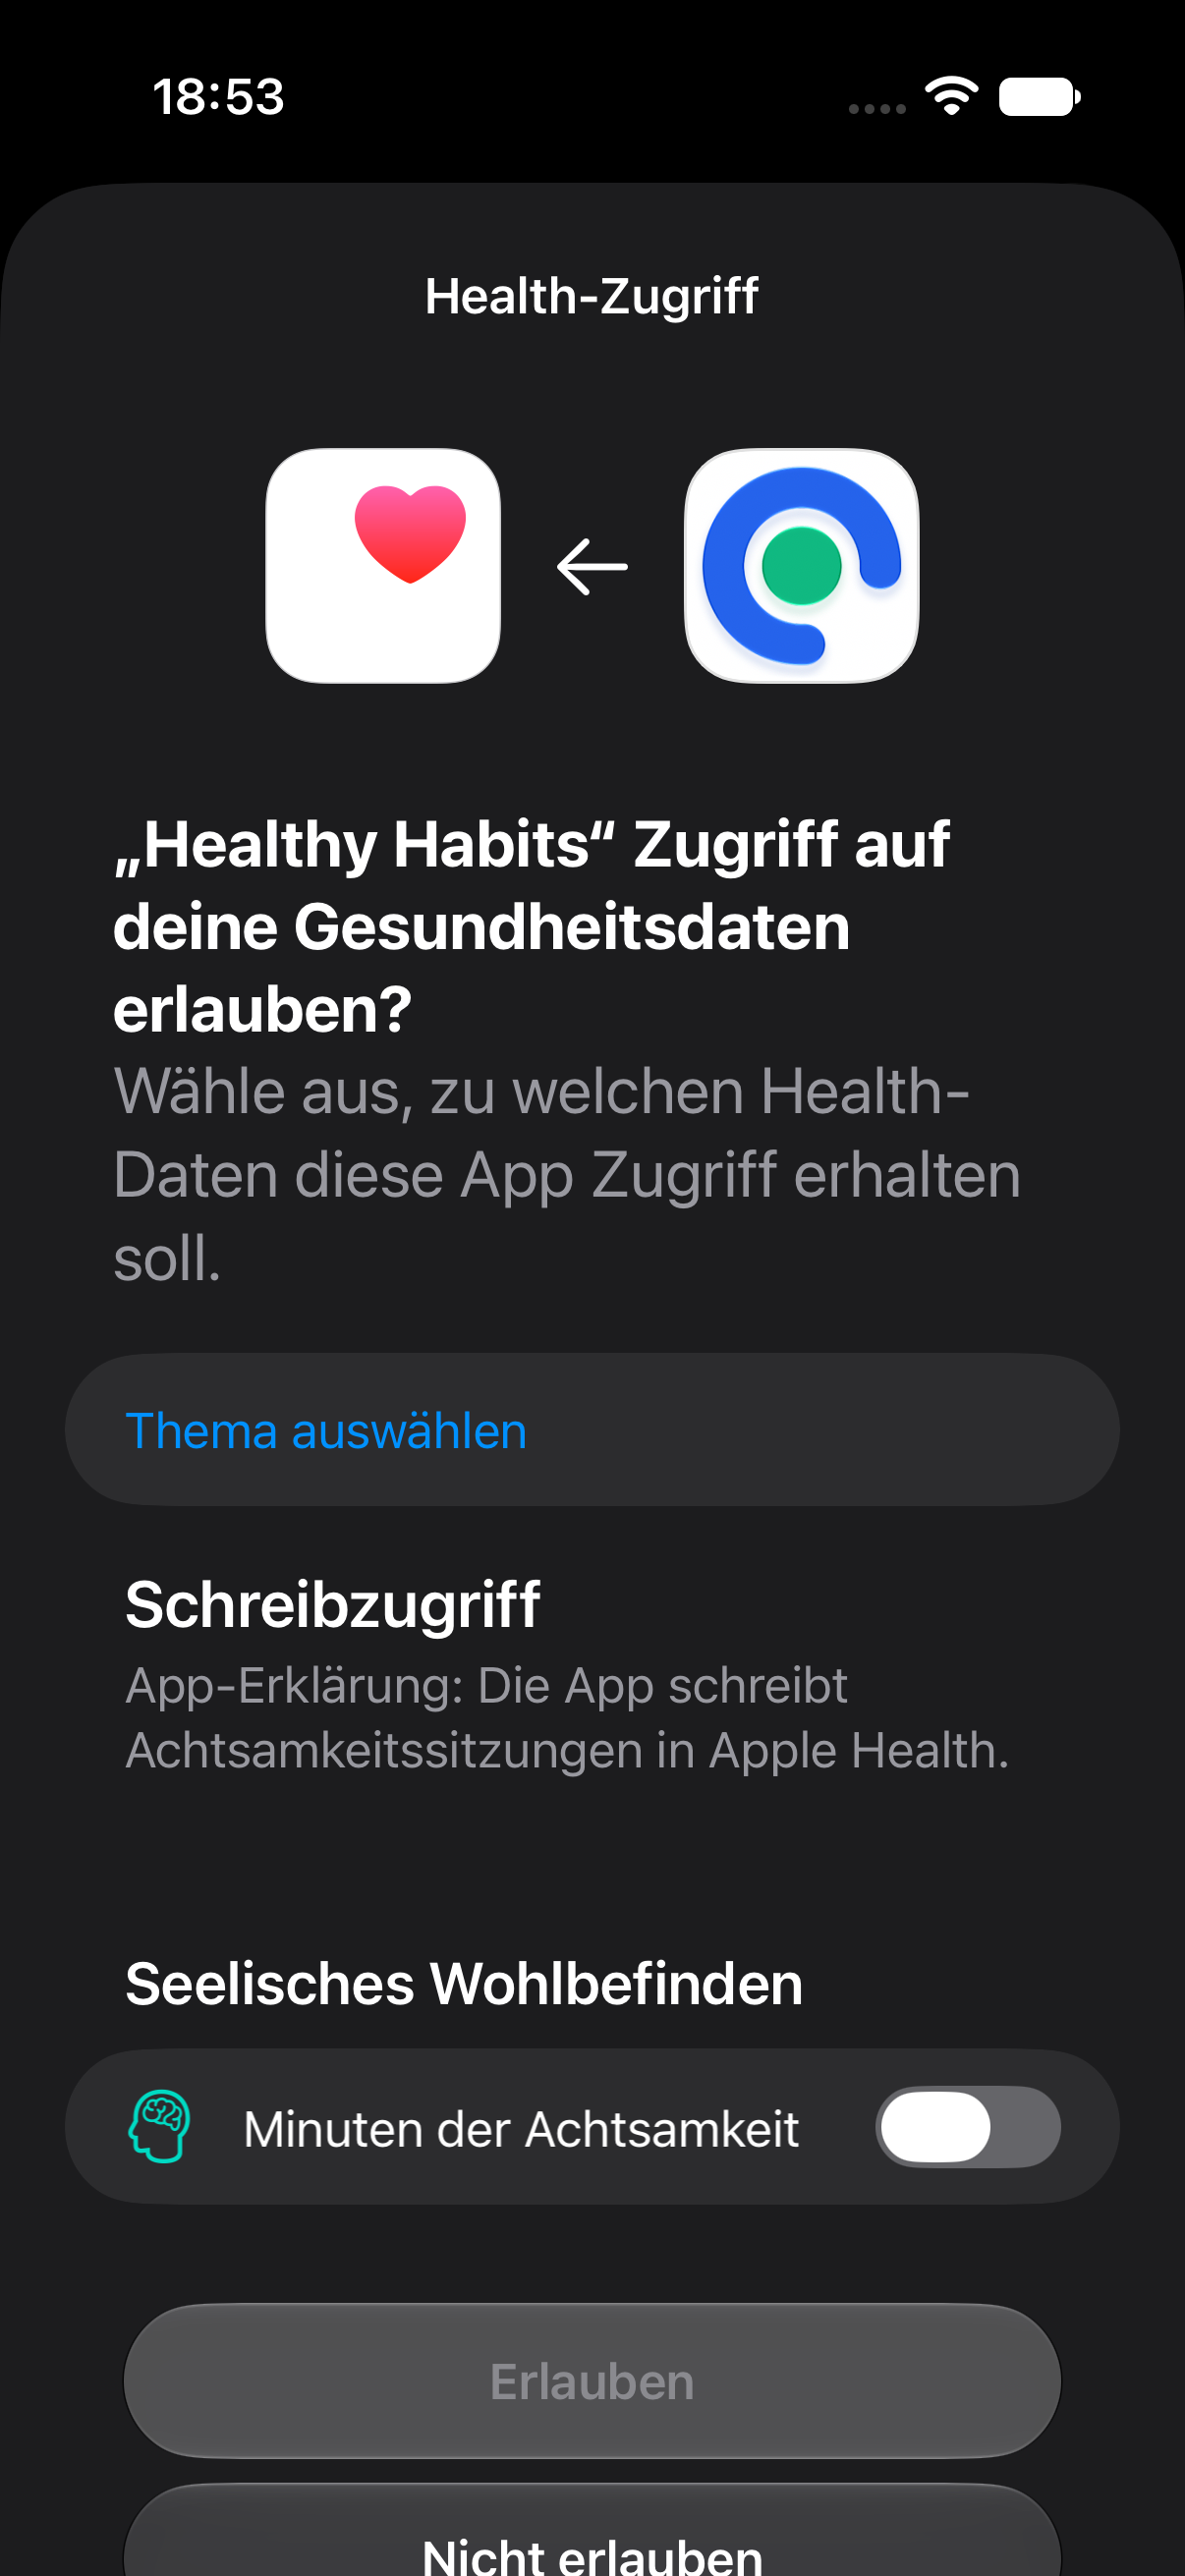 18:53
Health-Zugriff
„Healthy Habits“ Zugriff auf
deine Gesundheitsdaten
erlauben?
Wähle aus, zu welchen Health-
Daten diese App Zugriff erhalten
soll.
Thema auswählen
Schreibzugriff
App-Erklärung: Die App schreibt
Achtsamkeitssitzungen in Apple Health.
Seelisches Wohlbefinden
Minuten der Achtsamkeit
Erlauben
Nicht erlauben